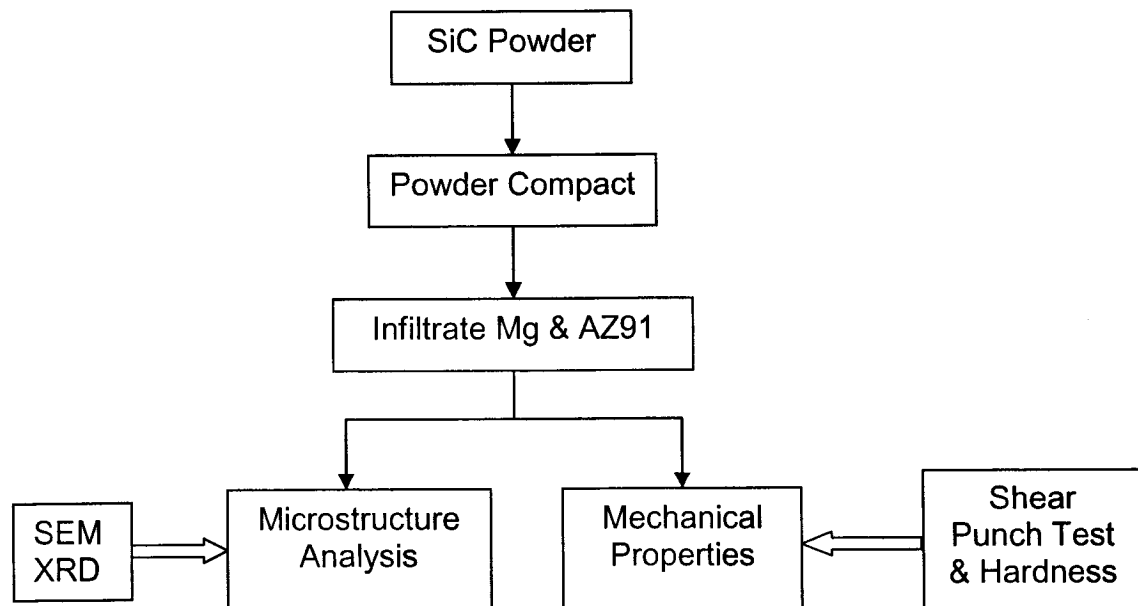 SiC Powder
Powder Compact
Infiltrate Mg & AZ91
SEM
XRD
Microstructure
Analysis
Mechanical
Properties
Shear
Punch Test
& Hardness